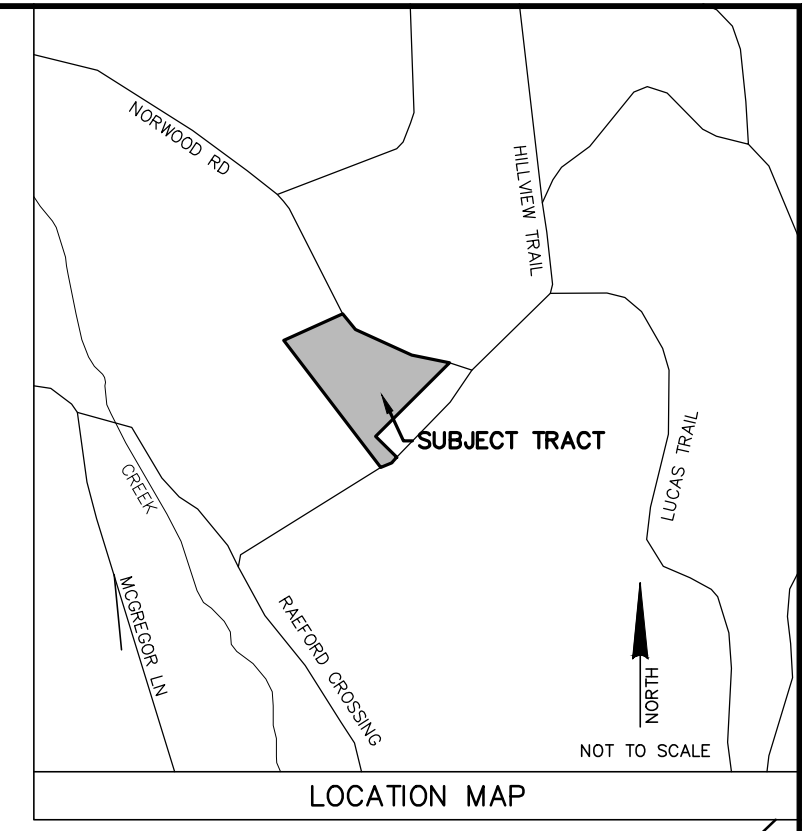 NORWOOD RD
HILLVIEW TRAIL
SUBJECT TRACT
LUCAS TRAIL
CREEK
MCGREGOR LN
RAEFORD CROSSING
NORTH
NOT TO SCALE
LOCATION MAP